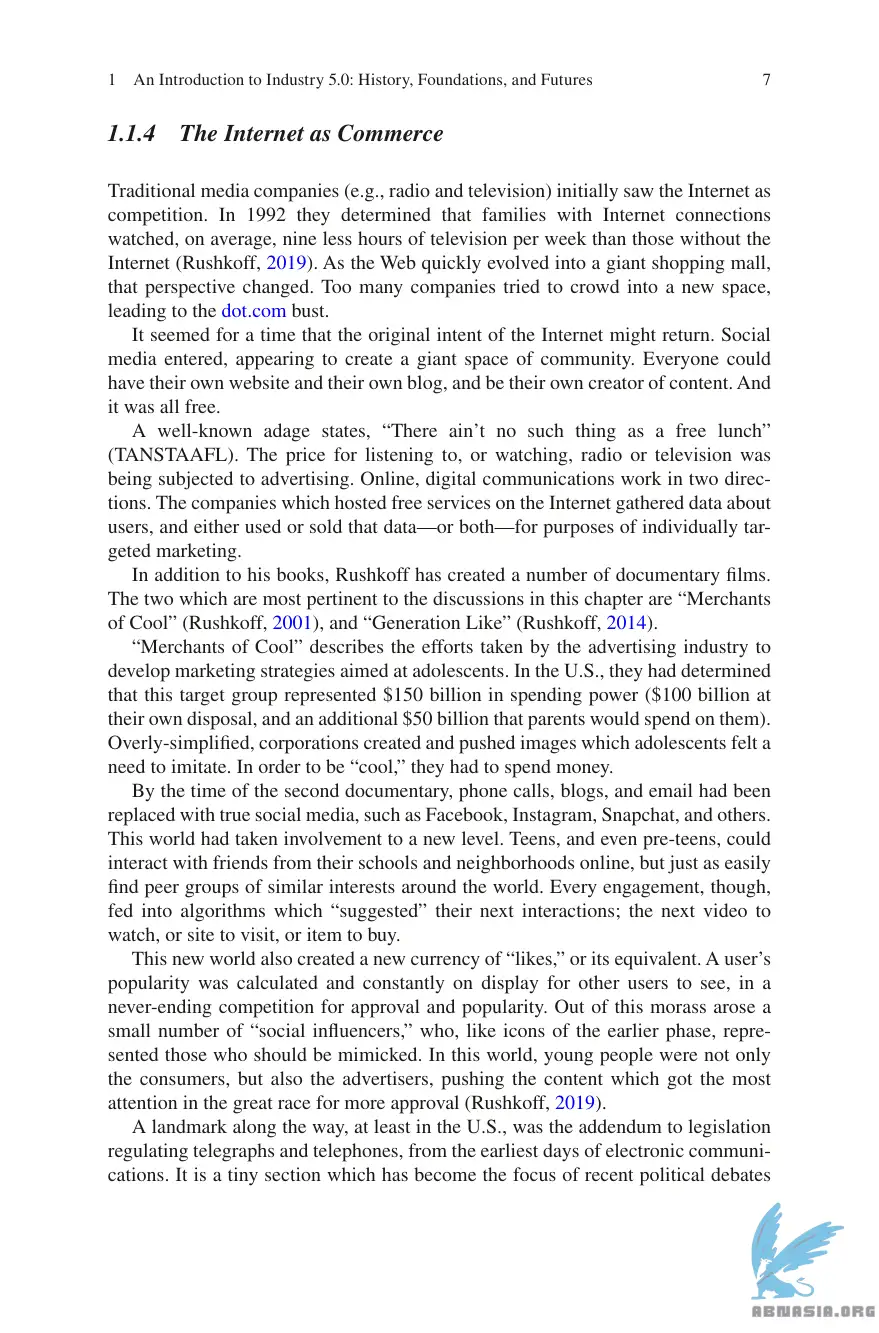 1 An Introduction to Industry 5.0: History, Foundations, and Futures 7
1.1.4 The Internet as Commerce
Traditional media companies (e.g., radio and television) initially saw the Internet as
competition. In 1992 they determined that families with Internet connections
watched, on average, nine less hours of television per week than those without the
Internet (Rushkoff, 2019). As the Web quickly evolved into a giant shopping mall,
that perspective changed. Too many companies tried to crowd into a new space,
leading to the dot.com bust.
It seemed for a time that the original intent of the Internet might return. Social
media entered, appearing to create a giant space of community. Everyone could
have their own website and their own blog, and be their own creator of content. And
it was all free.
A well-known adage states, “There ain’t no such thing as a free lunch”
(TANSTAAFL). The price for listening to, or watching, radio or television was
being subjected to advertising. Online, digital communications work in two direc-
tions. The companies which hosted free services on the Internet gathered data about
users, and either used or sold that data—or both—for purposes of individually tar-
geted marketing.
In addition to his books, Rushkoff has created a number of documentary films.
The two which are most pertinent to the discussions in this chapter are “Merchants
of Cool” (Rushkoff, 2001), and “Generation Like” (Rushkoff, 2014).
“Merchants of Cool” describes the efforts taken by the advertising industry to
develop marketing strategies aimed at adolescents. In the U.S., they had determined
that this target group represented $150 billion in spending power ($100 billion at
their own disposal, and an additional $50 billion that parents would spend on them).
Overly-simplified, corporations created and pushed images which adolescents felt a
need to imitate. In order to be “cool,” they had to spend money.
By the time of the second documentary, phone calls, blogs, and email had been
replaced with true social media, such as Facebook, Instagram, Snapchat, and others.
This world had taken involvement to a new level. Teens, and even pre-teens, could
interact with friends from their schools and neighborhoods online, but just as easily
find peer groups of similar interests around the world. Every engagement, though,
fed into algorithms which “suggested” their next interactions; the next video to
watch, or site to visit, or item to buy.
This new world also created a new currency of “likes,” or its equivalent. A user’s
popularity was calculated and constantly on display for other users to see, in a
never-ending competition for approval and popularity. Out of this morass arose a
small number of “social influencers,” who, like icons of the earlier phase, repre-
sented those who should be mimicked. In this world, young people were not only
the consumers, but also the advertisers, pushing the content which got the most
attention in the great race for more approval (Rushkoff, 2019).
A landmark along the way, at least in the U.S., was the addendum to legislation
regulating telegraphs and telephones, from the earliest days of electronic communi-
cations. It is a tiny section which has become the focus of recent political debates
ABNASIA.ORG